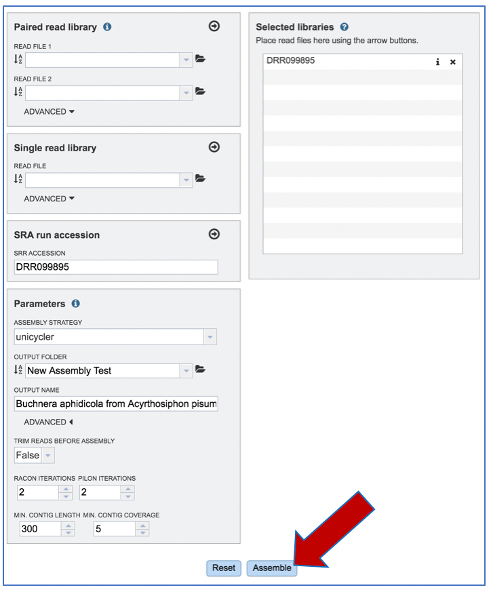 Paired read library
READ FILE 1
READ FILE 2
ADVANCED
Single read library
READ FILE
ADVANCED
SRA run accession
SRR ACCESSION
DRR099895
Parameters
ASSEMBLY STRATEGY
unicycler
OUTPUT FOLDER
New Assembly Test
OUTPUT NAME
Buchnera aphidicola from Acyrthosiphon pisum
ADVANCED
TRIM READS BEFORE ASSEMBLY
False
RACON ITERATIONS PILON ITERATIONS
2 2
MIN. CONTIG LENGTH MIN. CONTIG COVERAGE
300 5
Selected libraries
Place read files here using the arrow buttons.
DRR099895
Reset Assemble